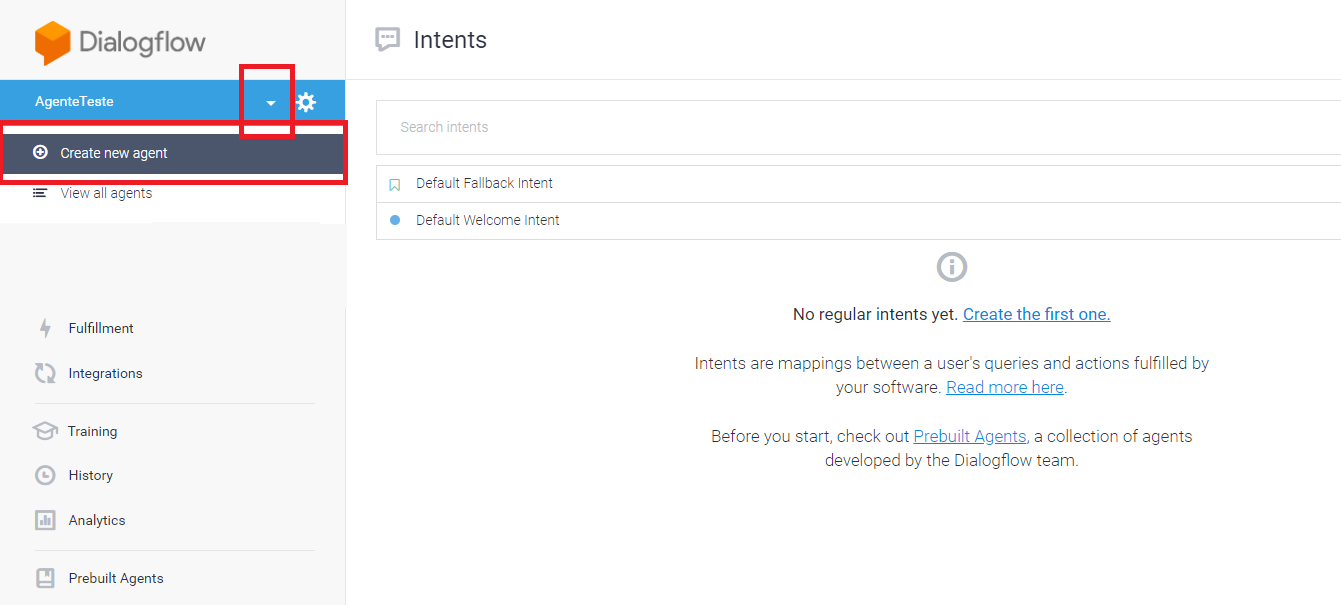 Dialogflow
AgenteTeste
Create new agent
View all agents
Fulfillment
Integrations
Training
History
Analytics
Prebuilt Agents
Intents
Search intents
Default Fallback Intent
Default Welcome Intent
No regular intents yet. Create the first one.
Intents are mappings between a user's queries and actions fulfilled by
your software. Read more here.
Before you start, check out Prebuilt Agents, a collection of agents
developed by the Dialogflow team.